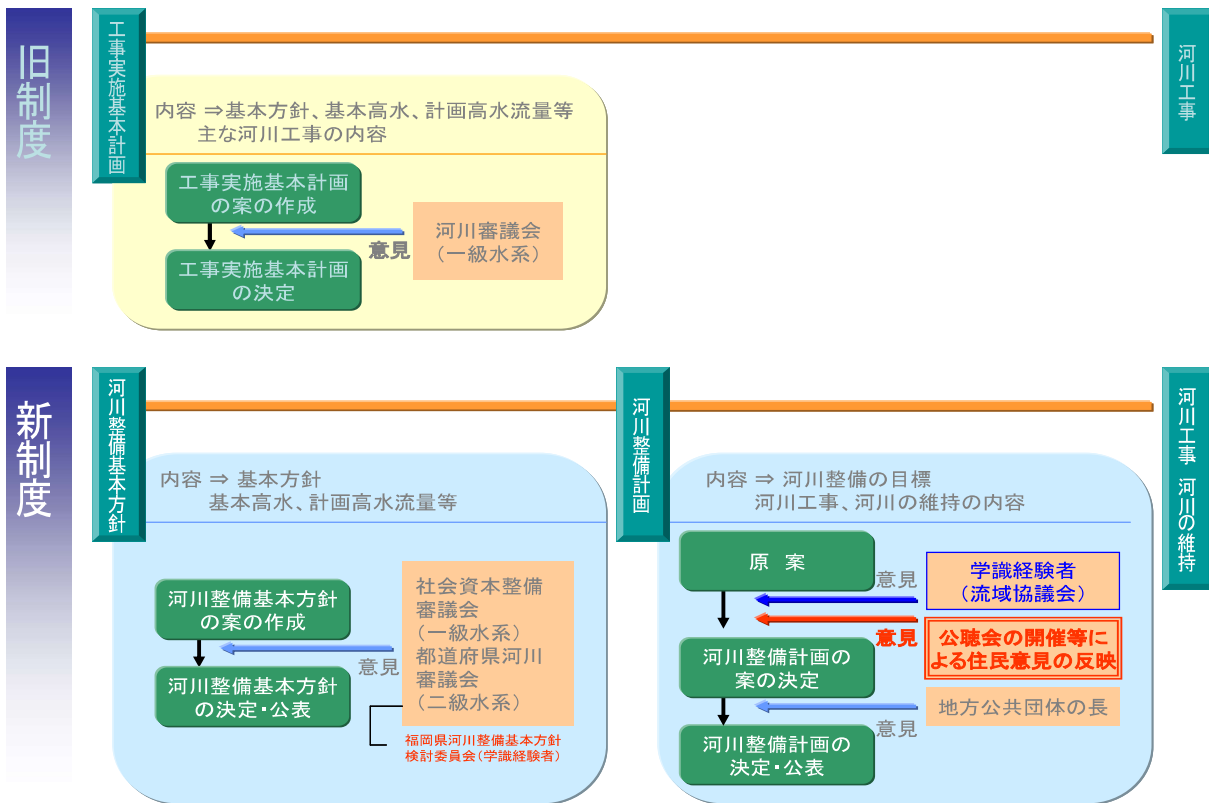 旧制度
工事実施基本計画
河川工事
内容 ⇒基本方針、基本高水、計画高水流量等
主な河川工事の内容
工事実施基本計画
の案の作成
意見
河川審議会
（一級水系）
工事実施基本計画
の決定
新制度
河川整備基本方針
内容 ⇒ 基本方針
基本高水、計画高水流量等
河川整備基本方針
の案の作成
意見
社会資本整備
審議会
（一級水系）
都道府県河川
審議会
（二級水系）
河川整備基本方針
の決定・公表
福岡県河川整備基本方針
検討委員会（学識経験者）
河川整備計画
内容 ⇒ 河川整備の目標
河川工事、河川の維持の内容
原 案
意見
学識経験者
（流域協議会）
意見
公聴会の開催等に
よる住民意見の反映
河川整備計画の
案の決定
意見
地方公共団体の長
河川整備計画の
決定・公表
河川工事 河川の維持